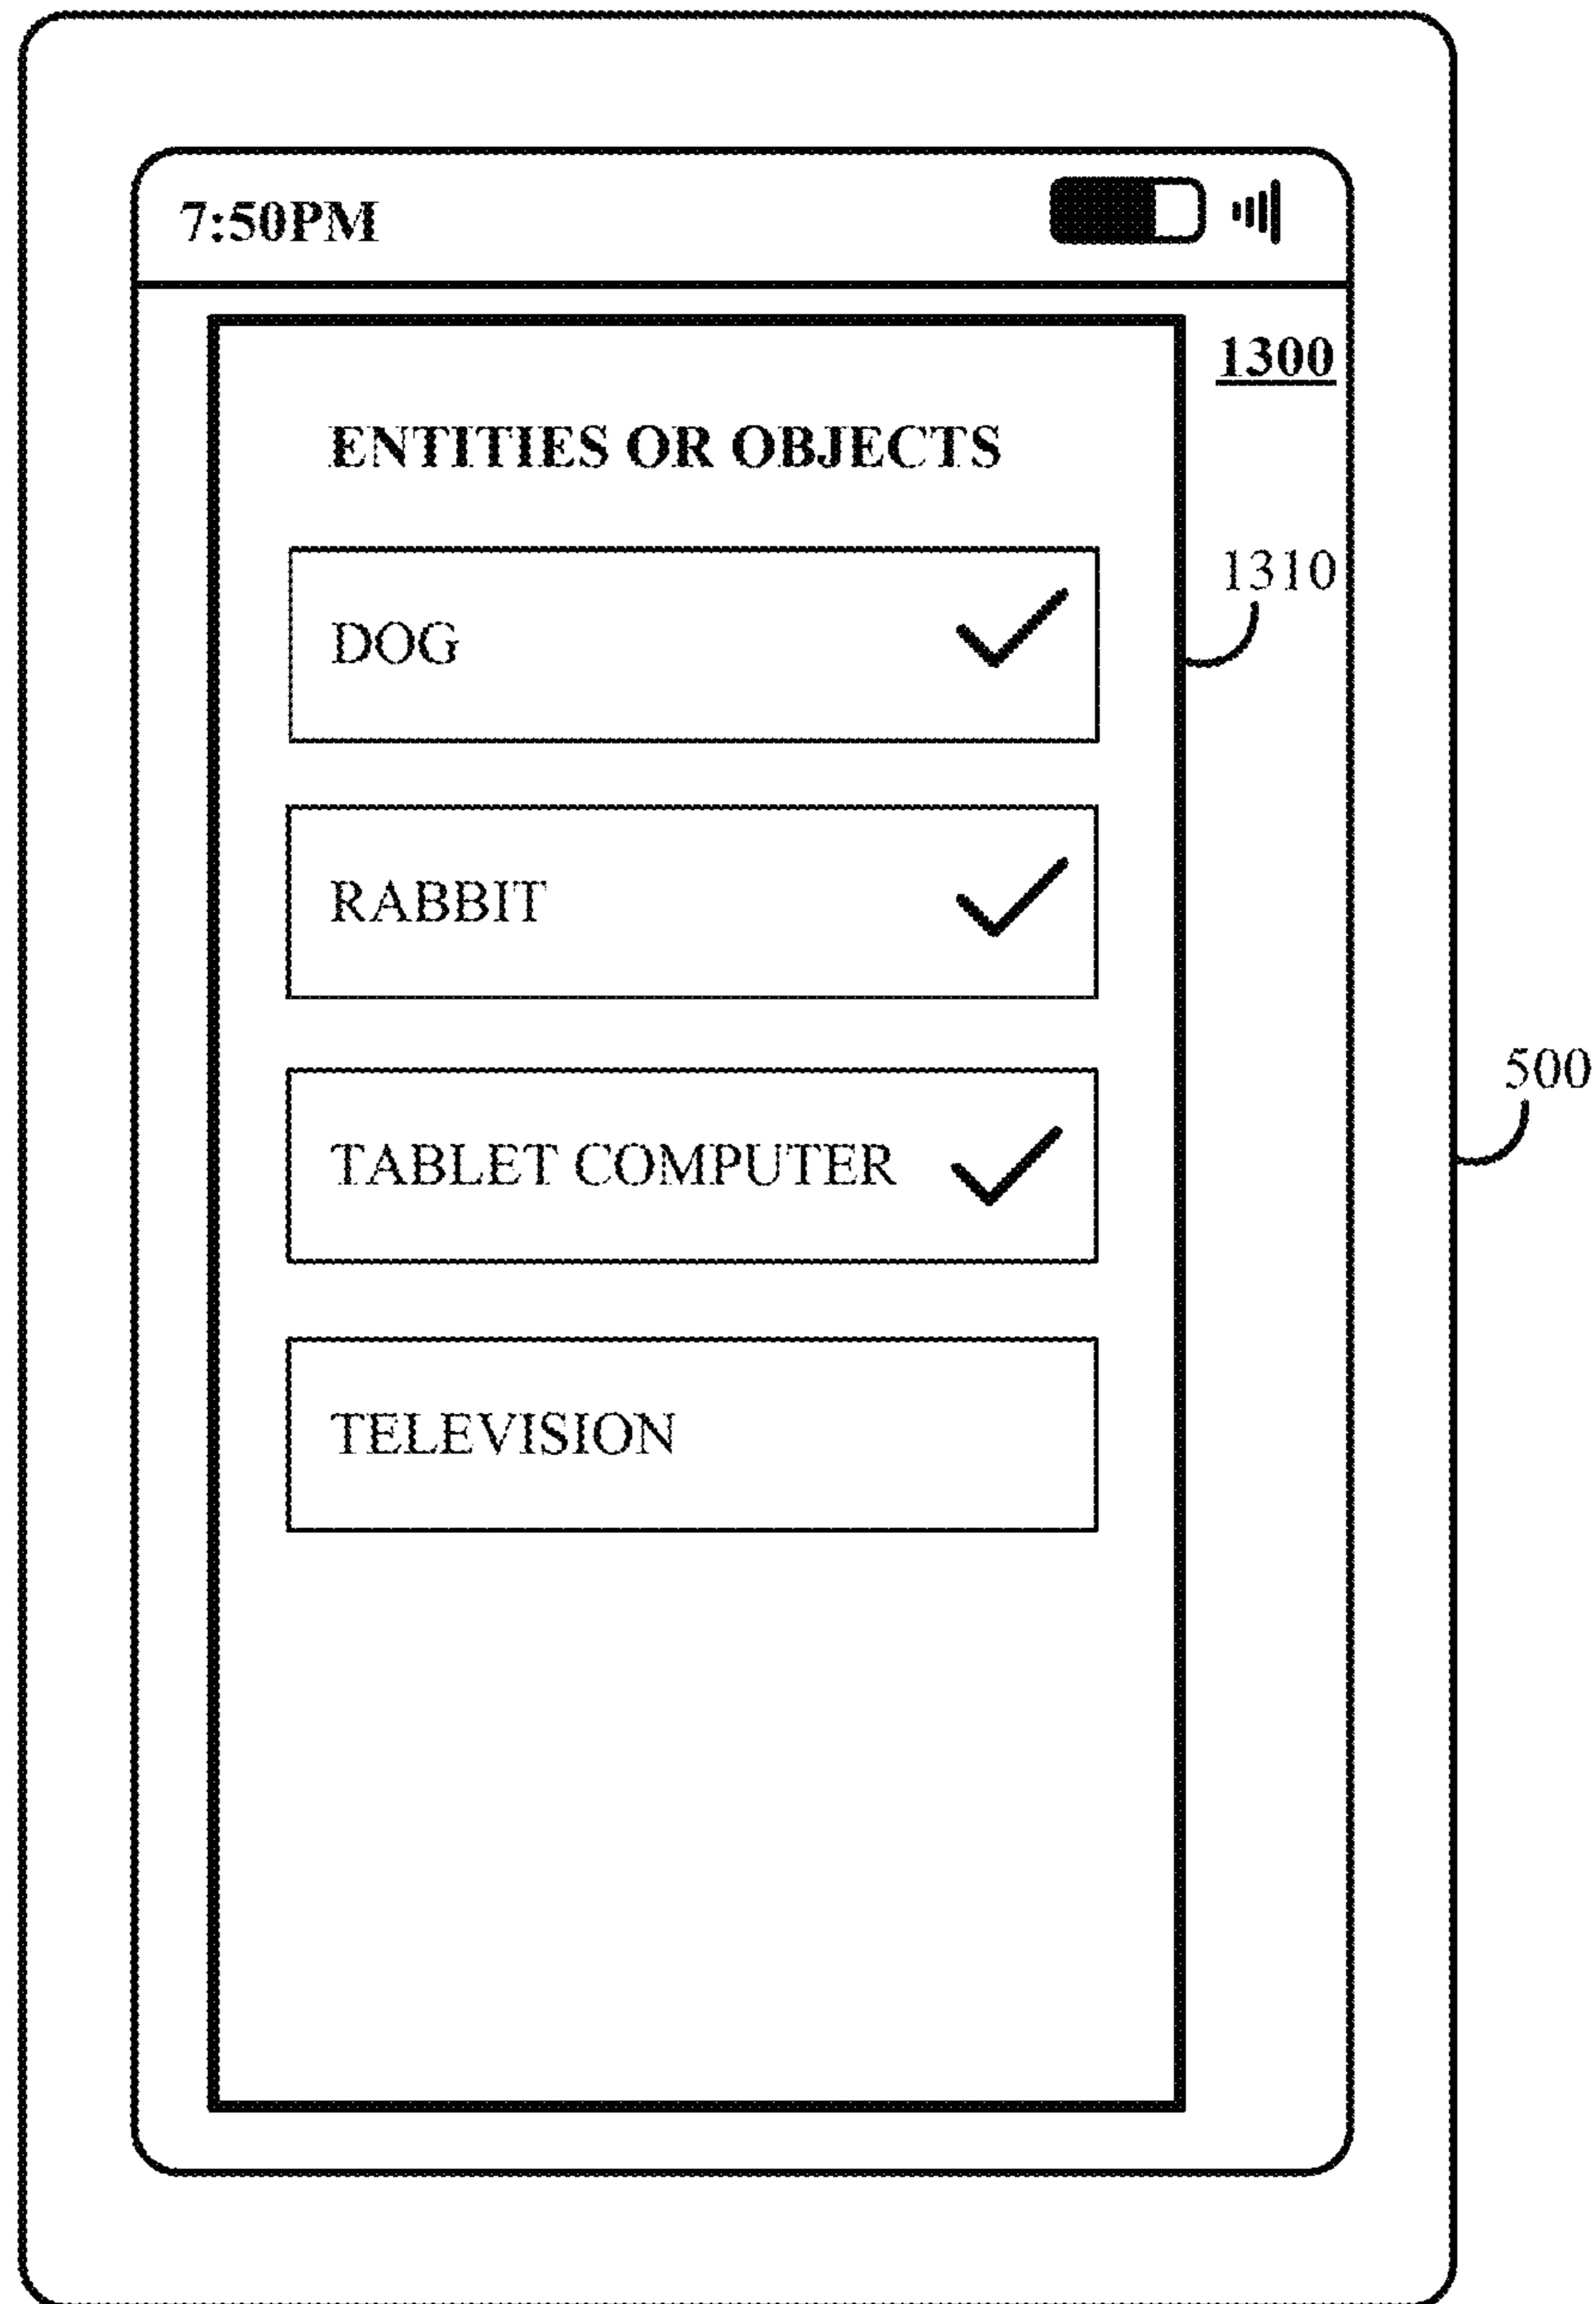 7:50PM
1300
ENTITIES OR OBJECTS
1310
DOG
RABBIT
500
TABLET COMPUTER
TELEVISION